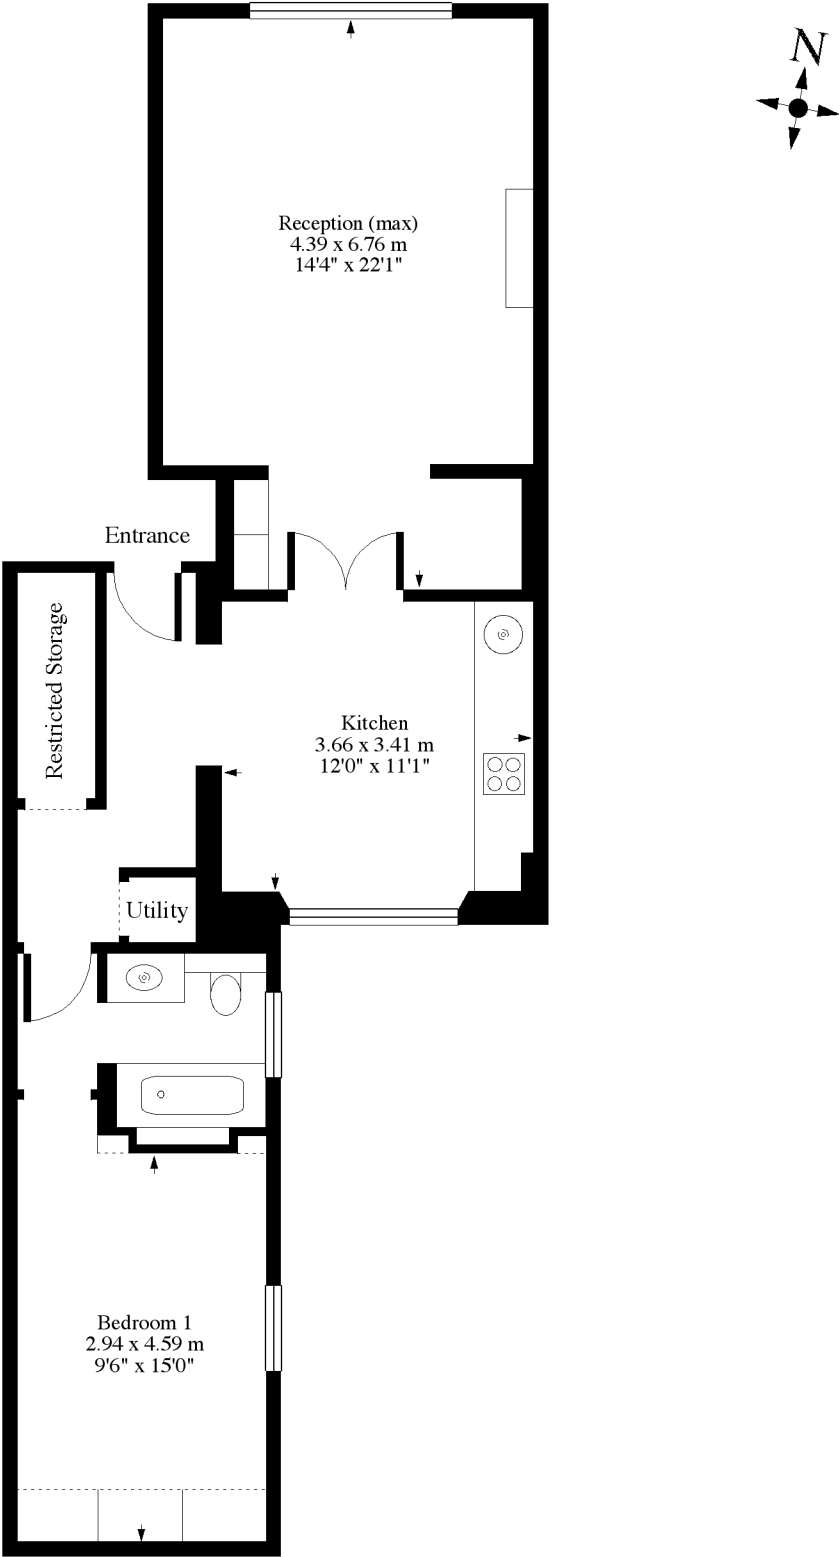 N
Reception (max)
4.39 x 6.76 m
14'4" x 22'1"
Entrance
Restricted Storage
Kitchen
3.66 x 3.41 m
12'0" x 11'1"
Utility
Bedroom 1
2.94 x 4.59 m
9'6" x 15'0"